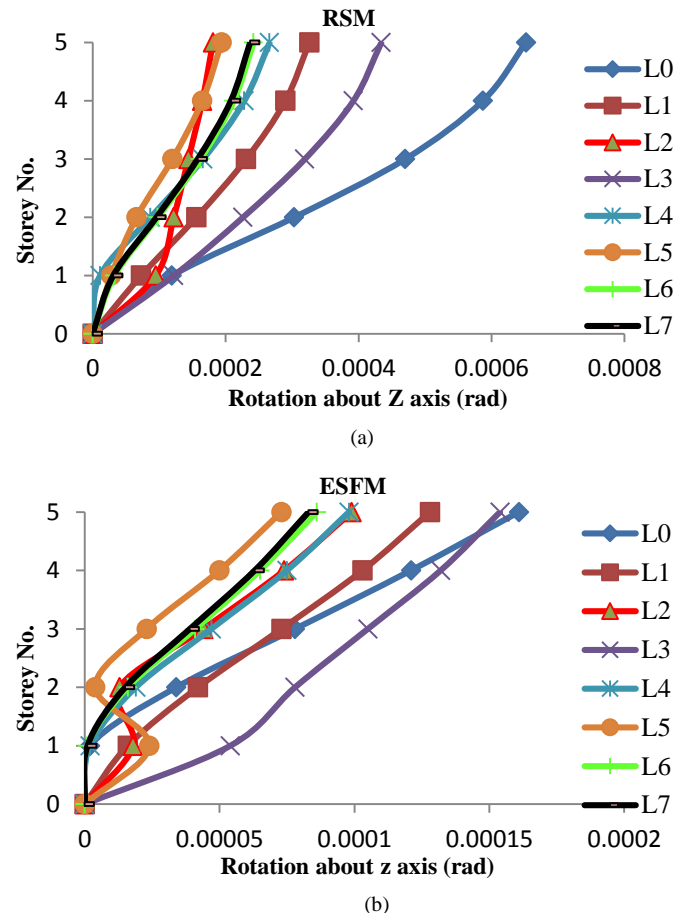 RSM
5
4
3
2
1
0
Storey No.
0 0.0002 0.0004 0.0006 0.0008
Rotation about Z axis (rad)
L0
L1
L2
L3
L4
L5
L6
L7
(a)
ESFM
5
4
3
2
1
0
Storey No.
0 0.00005 0.0001 0.00015 0.0002
Rotation about z axis (rad)
L0
L1
L2
L3
L4
L5
L6
L7
(b)